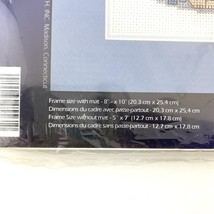 H, INC. Madison, Connecticut
Frame size with mat - 8" - x 10" (20.3 cm x 25.4 cm)
Dimensions du cadre avec passe-partout - 20.3 cm x 25.4 cm
Frame Size without mat - 5" x 7" (12.7 cm x 17.8 cm)
Dimensions du cadre sans passe-partout - 12.7 cm x 17.8 cm